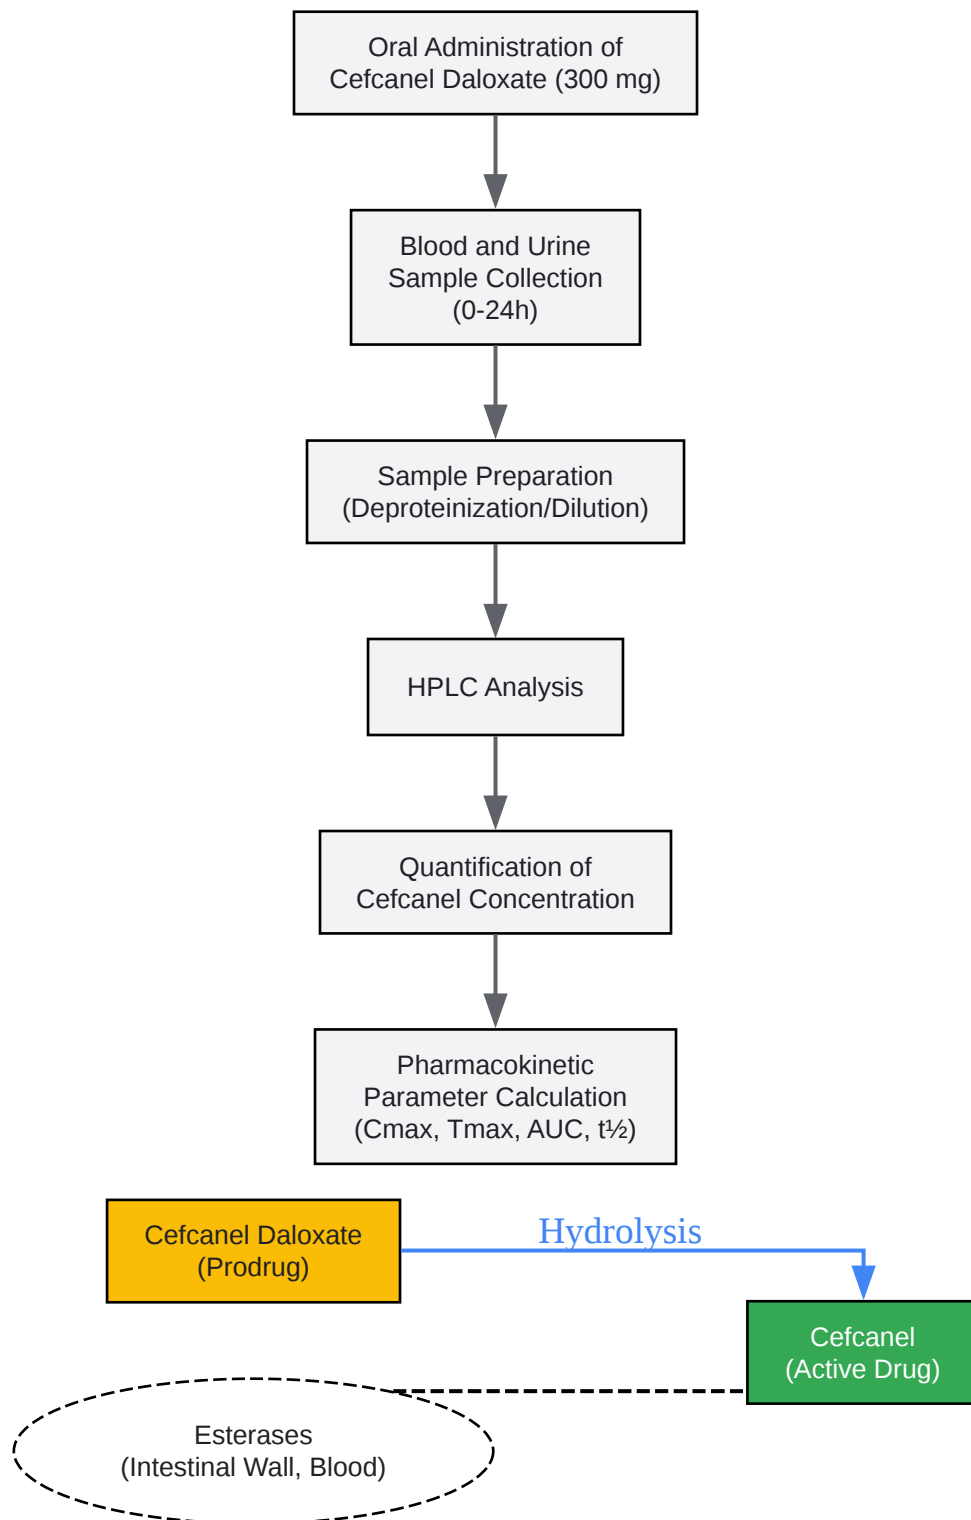 Oral Administration of
Cefcanel Daloxate (300 mg)
Blood and Urine
Sample Collection
(0-24h)
Sample Preparation
(Deproteinization/Dilution)
HPLC Analysis
Quantification of
Cefcanel Concentration
Pharmacokinetic
Parameter Calculation
(Cmax, Tmax, AUC, t½)
Cefcanel Daloxate
(Prodrug)
Hydrolysis
Cefcanel
(Active Drug)
Esterases
(Intestinal Wall, Blood)